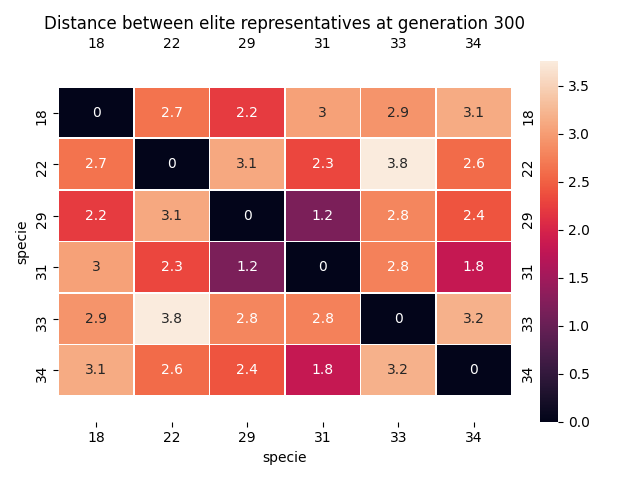 Distance between elite representatives at generation 300
18 22 29 31 33 34
18 0 2.7 2.2 3 2.9 3.1 18
22 2.7 0 3.1 2.3 3.8 2.6 22
29 2.2 3.1 0 1.2 2.8 2.4 29
31 3 2.3 1.2 0 2.8 1.8 31
33 2.9 3.8 2.8 2.8 0 3.2 33
34 3.1 2.6 2.4 1.8 3.2 0 34
18 22 29 31 33 34
specie
specie
3.5
3.0
2.5
2.0
1.5
1.0
0.5
0.0